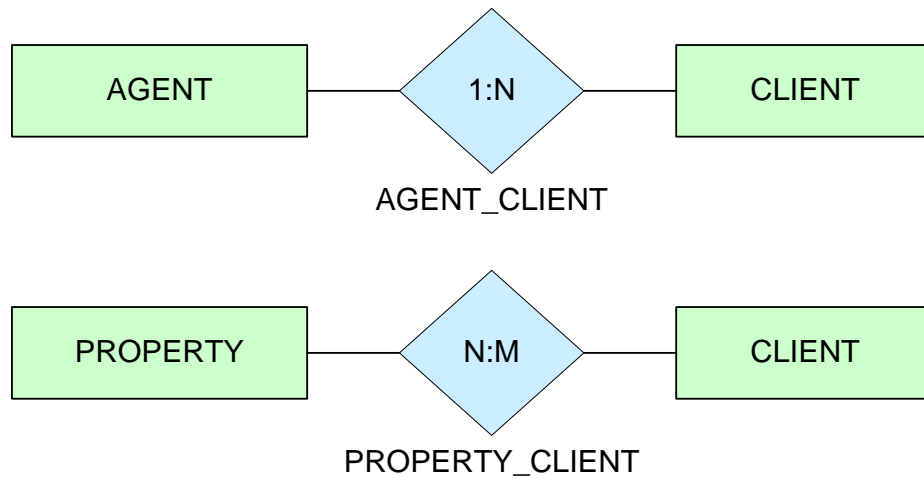 AGENT 1:N CLIENT
AGENT_CLIENT
PROPERTY N:M CLIENT
PROPERTY_CLIENT